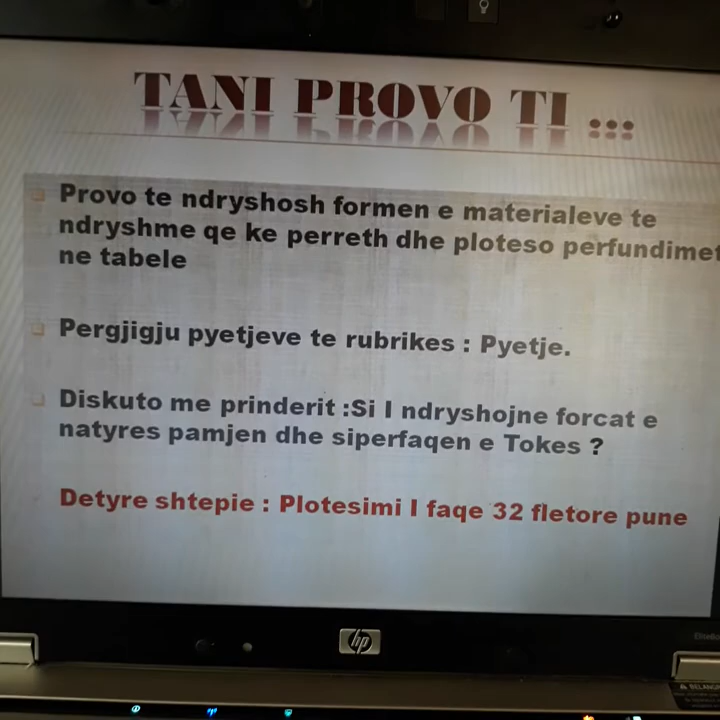 TANI PROVO TI ...
Provo te ndryshosh formen e materialeve te
ndryshme qe ke perreth dhe ploteso perfundimet
ne tabele
Pergjigju pyetjeve te rubrikes : Pyetje.
Diskuto me prinderit :Si I ndryshojne forcat e
natyres pamjen dhe siperfaqen e Tokes ?
Detyre shtepie : Plotesimi I faqe 32 fletore pune
hp